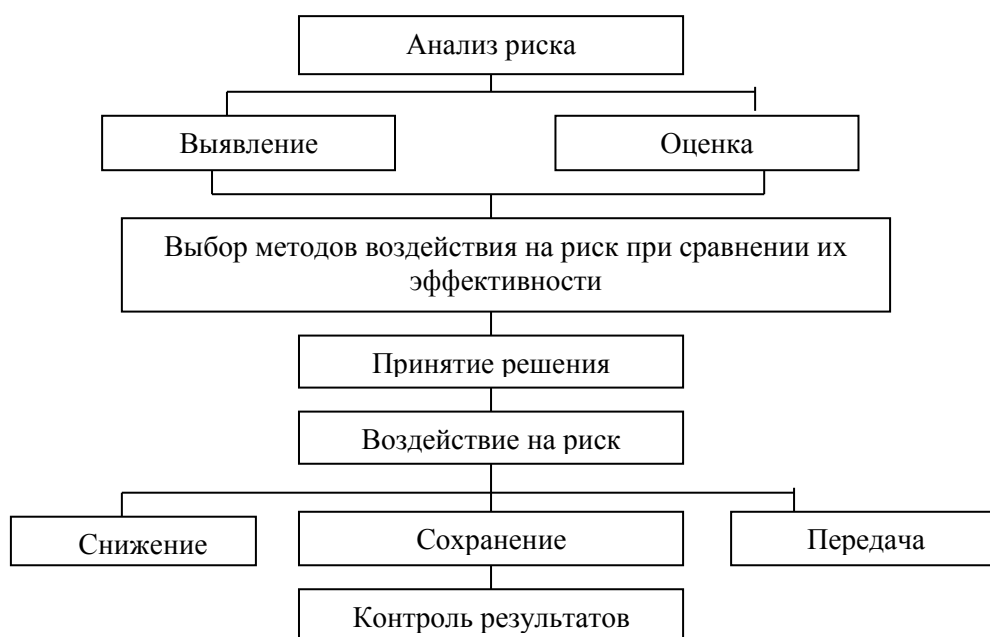 Анализ риска
Выявление
Оценка
Выбор методов воздействия на риск при сравнении их
эффективности
Принятие решения
Воздействие на риск
Снижение
Сохранение
Передача
Контроль результатов